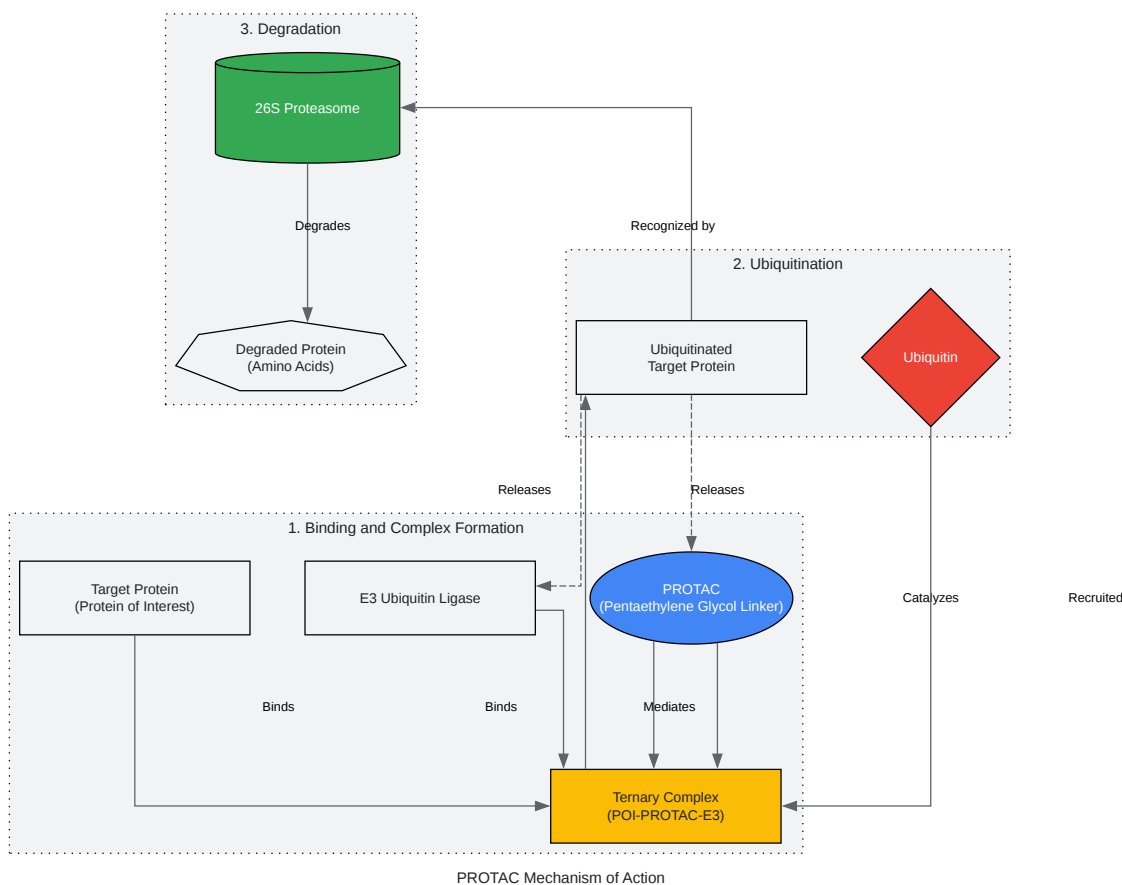 3. Degradation
26S Proteasome
Degrades
Recognized by
2. Ubiquitination
Degraded Protein
(Amino Acids)
Ubiquitinated
Target Protein
Ubiquitin
Releases
Releases
1. Binding and Complex Formation
Target Protein
(Protein of Interest)
E3 Ubiquitin Ligase
PROTAC
(Pentaethylene Glycol Linker)
Catalyzes
Recruited
Binds
Binds
Mediates
Ternary Complex
(POI-PROTAC-E3)
PROTAC Mechanism of Action